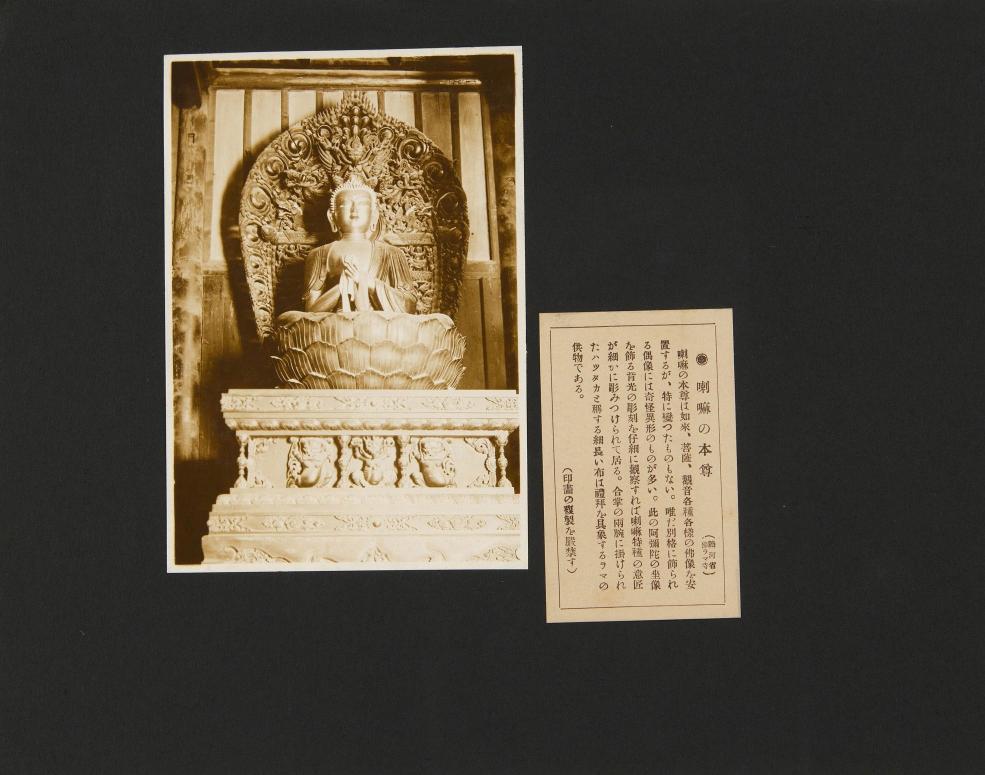 ◉喇嘛の本尊
（熱河省
ラマ寺）
喇嘛の本尊は如來、菩薩、觀音各種各樣の佛像を安
置するが、特に變つたものもない。唯だ別格に飾られ
る偶像には奇怪異形のものが多い。此の阿彌陀の坐像
を飾る背光の彫刻を仔細に觀察すれば喇嘛特種の意匠
が細かに彫みつけられて居る。合掌の兩腕に掛けられ
たハツタカと稱する細長い布は禮拜を具象するラマの
供物である。
（印畫の複製を嚴禁す）